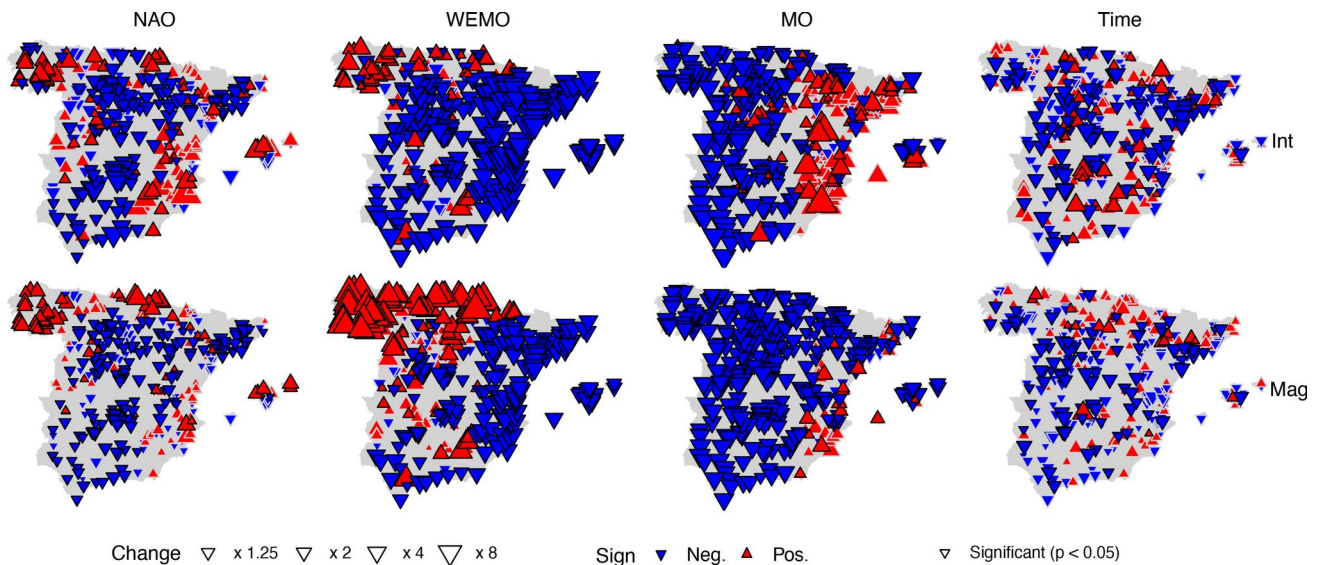 NAO WEMO MO Time
Int
Mag
Change x 1.25 x 2 x 4 x 8 Sign Neg. Pos. Significant (p < 0.05)